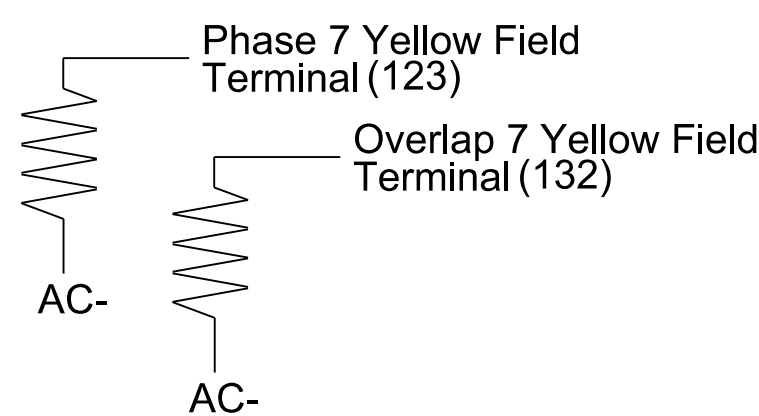 Phase 7 Yellow Field
Terminal (123)
Overlap 7 Yellow Field
Terminal (132)
AC-
AC-